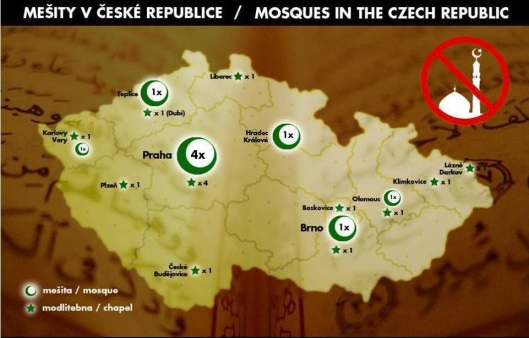 MEŠITY V ČESKÉ REPUBLICE / MOSQUES IN THE CZECH REPUBLIC
Liberec x 1
Teplice 1x
x 1 (Dubí)
Karlovy Vary x 1
1x
Hradec Králové 1x
Praha 4x
x 4
Plzeň x 1
Lázně Darkov x 1
Klimkovice x 1
Olomouc 1x
x 1
Boskovice x 1
Brno 1x
x 1
České Budějovice x 1
mešita / mosque
modlitebna / chapel